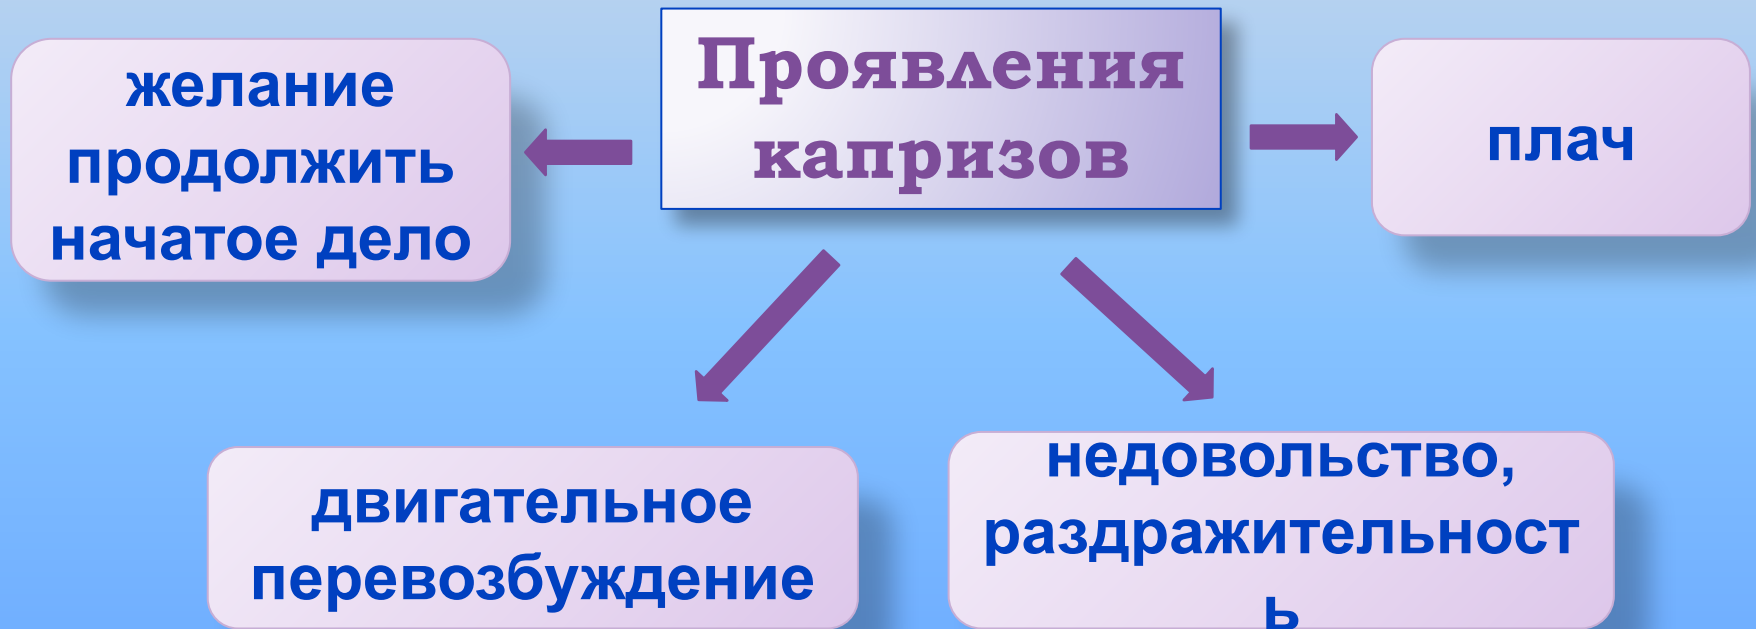 Проявления
капризов
желание
продолжить
начатое дело
плач
двигательное
перевозбуждение
недовольство,
раздражительност
ь